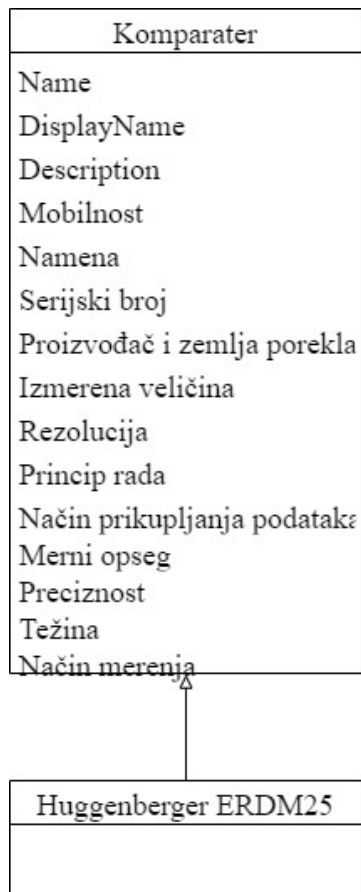 Komparater
Name
DisplayName
Description
Mobilnost
Namena
Serijski broj
Proizvođač i zemlja porekla
Izmerena veličina
Rezolucija
Princip rada
Način prikupljanja podataka
Merni opseg
Preciznost
Težina
Način merenja
Huggenberger ERDM25